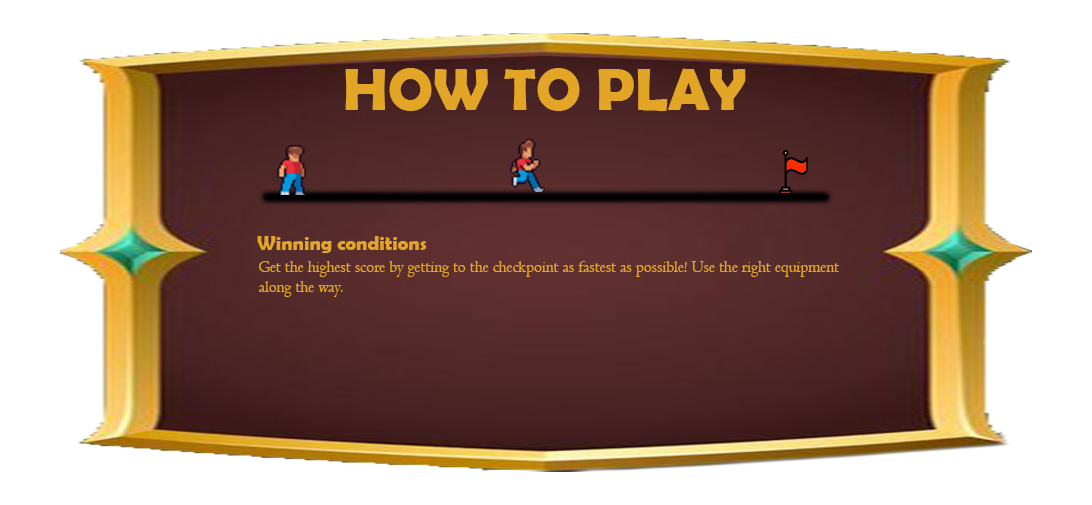 HOW TO PLAY
Winning conditions
Get the highest score by getting to the checkpoint as fastest as possible! Use the right equipment
along the way.